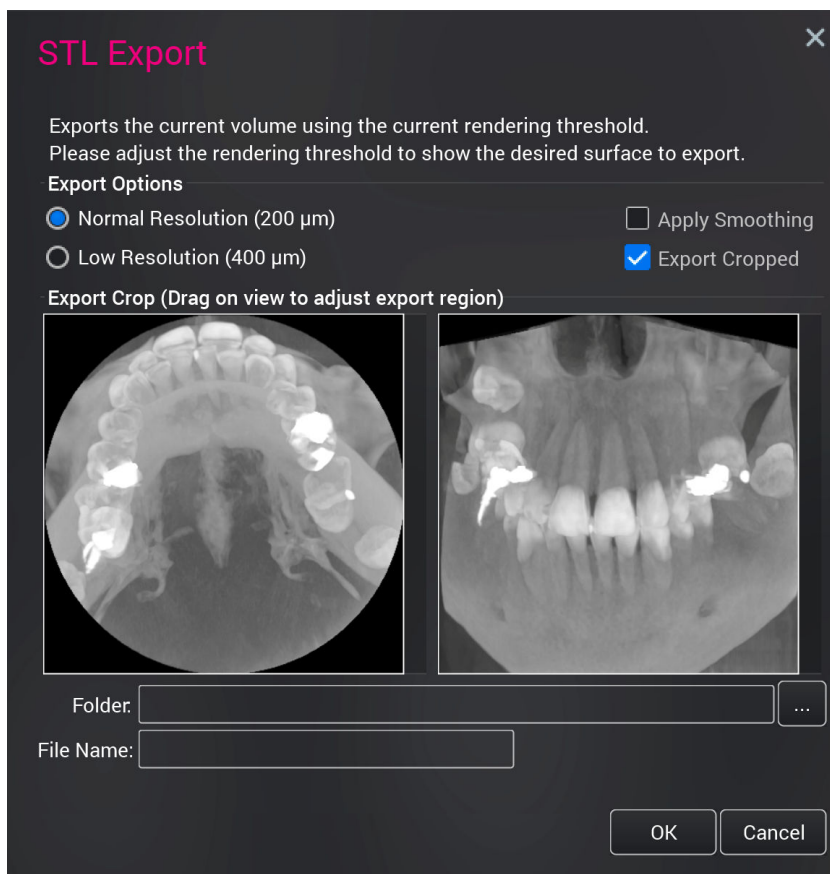 STL Export
Exports the current volume using the current rendering threshold.
Please adjust the rendering threshold to show the desired surface to export.
Export Options
Normal Resolution (200 µm)
Apply Smoothing
Low Resolution (400 µm)
Export Cropped
Export Crop (Drag on view to adjust export region)
Folder:
...
File Name:
OK
Cancel